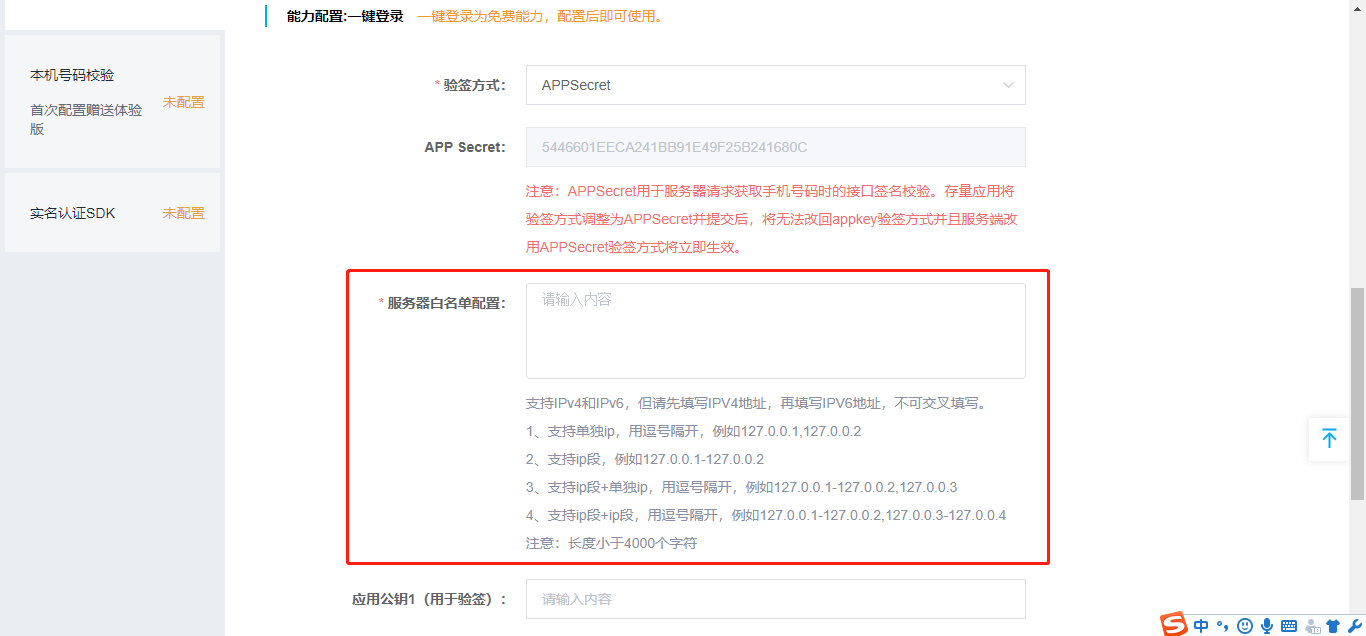 能力配置:一键登录 一键登录为免费能力，配置后即可使用。
本机号码校验
首次配置赠送体验版
未配置
实名认证SDK 未配置
* 验签方式： APPSecret
APP Secret: 5446601EECA241BB91E49F25B241680C
注意：APPSecret用于服务器请求获取手机号码时的接口签名校验。存量应用将
验签方式调整为APPSecret并提交后，将无法改回appkey验签方式并且服务端改
用APPSecret验签方式将立即生效。
* 服务器白名单配置： 请输入内容
支持IPv4和IPv6，但请先填写IPV4地址，再填写IPV6地址，不可交叉填写。
1、支持单独ip，用逗号隔开，例如127.0.0.1,127.0.0.2
2、支持ip段，例如127.0.0.1-127.0.0.2
3、支持ip段+单独ip，用逗号隔开，例如127.0.0.1-127.0.0.2,127.0.0.3
4、支持ip段+ip段，用逗号隔开，例如127.0.0.1-127.0.0.2,127.0.0.3-127.0.0.4
注意：长度小于4000个字符
应用公钥1（用于验签）： 请输入内容
S 中